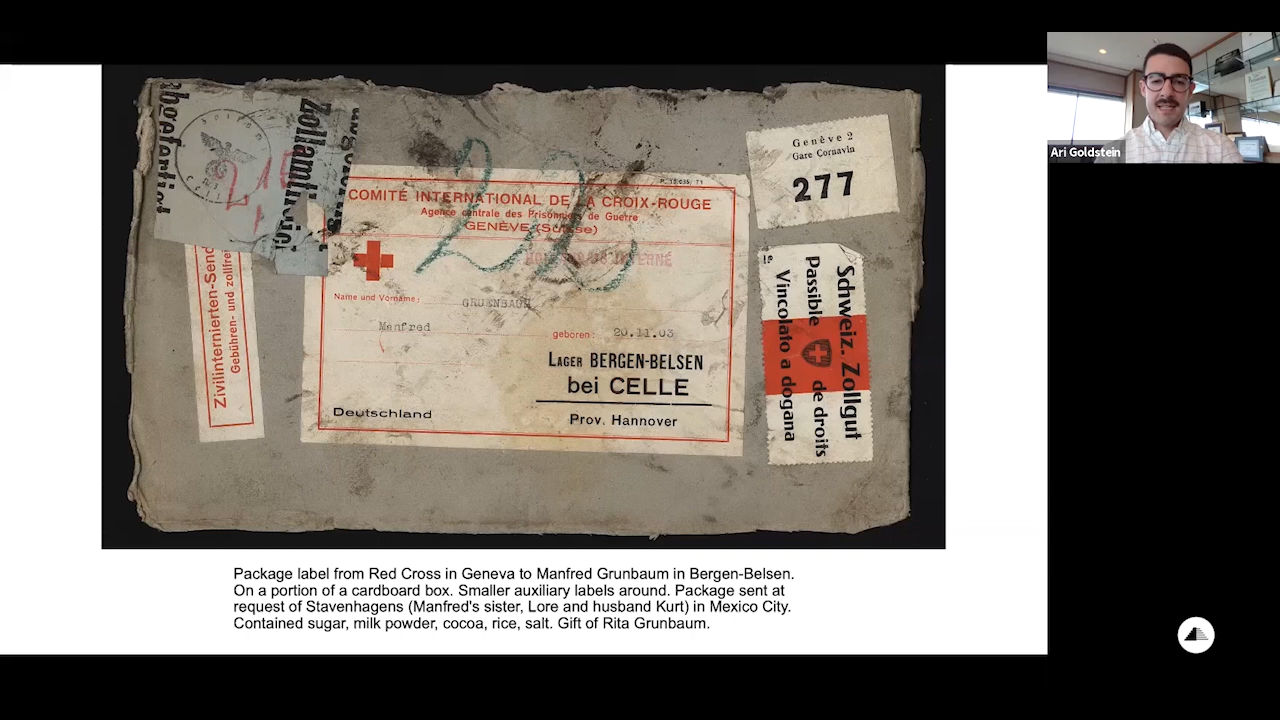 Ari Goldstein
Zollamtlich
abgefertigt
Celle
215
Zivilinternierten-Send
Gebühren- und zollfrei
COMITÉ INTERNATIONAL DE LA CROIX-ROUGE
Agence centrale des Prisonniers de Guerre
GENÈVE (Suisse)
Name und Vorname:
GRUENBAUM
Manfred
geboren: 20.11.03
LAGER BERGEN-BELSEN
bei CELLE
Prov. Hannover
Deutschland
Genève 2
Gare Cornavin
277
Schweiz. Zollgut
Passible de droits
Vincolato a dogana
Package label from Red Cross in Geneva to Manfred Grunbaum in Bergen-Belsen.
On a portion of a cardboard box. Smaller auxiliary labels around. Package sent at
request of Stavenhagens (Manfred's sister, Lore and husband Kurt) in Mexico City.
Contained sugar, milk powder, cocoa, rice, salt. Gift of Rita Grunbaum.